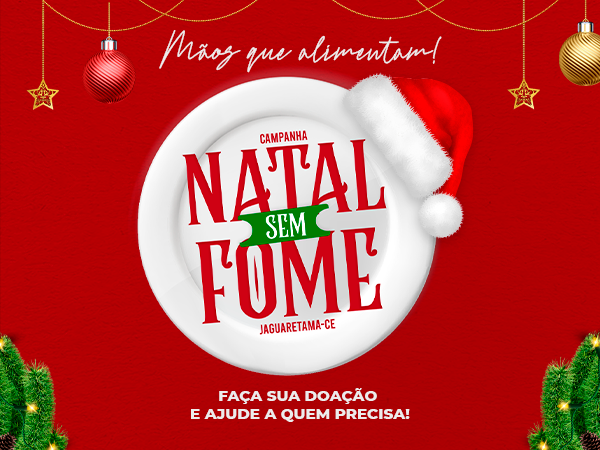 Mãos que alimentam!
CAMPANHA
NATAL
SEM
FOME
JAGUARETAMA-CE
FAÇA SUA DOAÇÃO
E AJUDE A QUEM PRECISA!